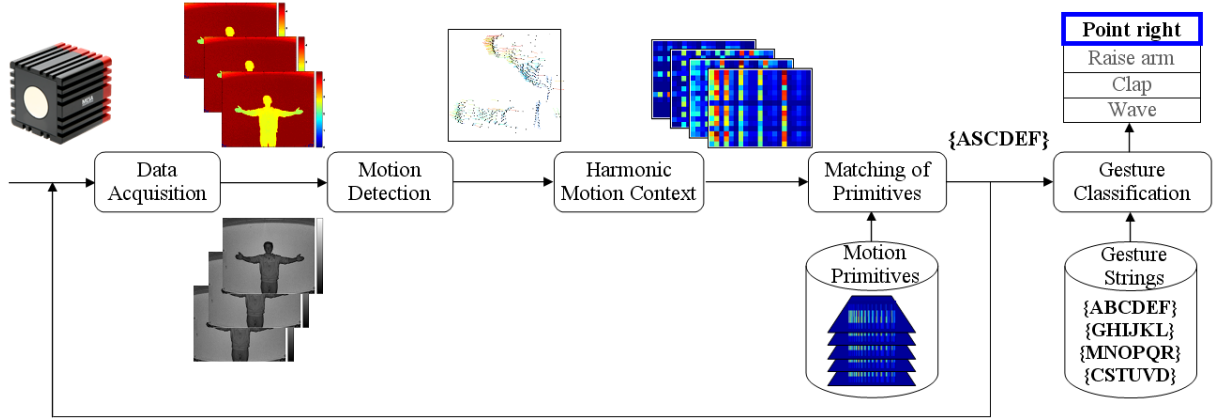 Point right
Raise arm
Clap
Wave
{ASCDEF}
Data
Acquisition
Motion
Detection
Harmonic
Motion Context
Matching of
Primitives
Gesture
Classification
Motion
Primitives
Gesture
Strings
{ABCDEF}
{GHIJKL}
{MNOPQR}
{CSTUVD}